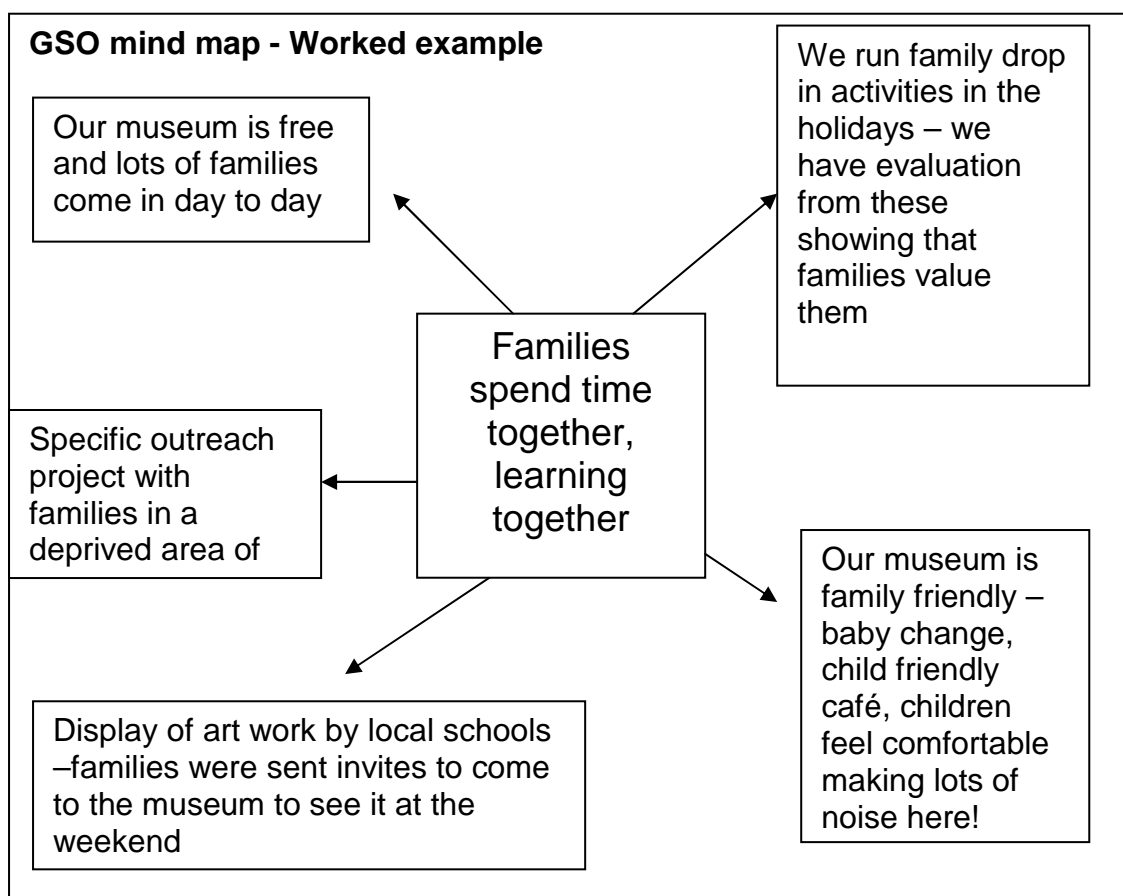 GSO mind map - Worked example
Our museum is free
and lots of families
come in day to day
We run family drop
in activities in the
holidays – we
have evaluation
from these
showing that
families value
them
Families
spend time
together,
learning
together
Specific outreach
project with
families in a
deprived area of
Our museum is
family friendly –
baby change,
child friendly
café, children
feel comfortable
making lots of
noise here!
Display of art work by local schools
–families were sent invites to come
to the museum to see it at the
weekend